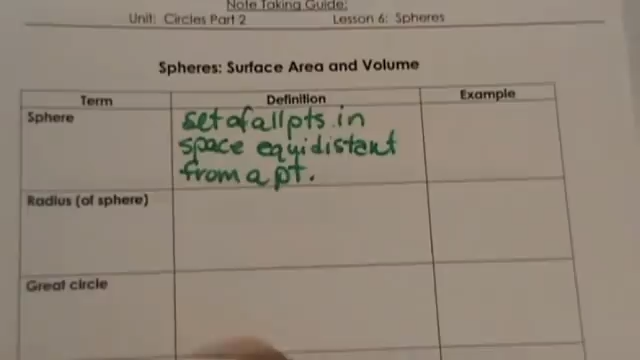 Note Taking Guide:
Unit: Circles Part 2 Lesson 6: Spheres
Spheres: Surface Area and Volume
Term Definition Example
Sphere
set of all pts. in
space equidistant
from a pt.
Radius (of sphere)
Great circle